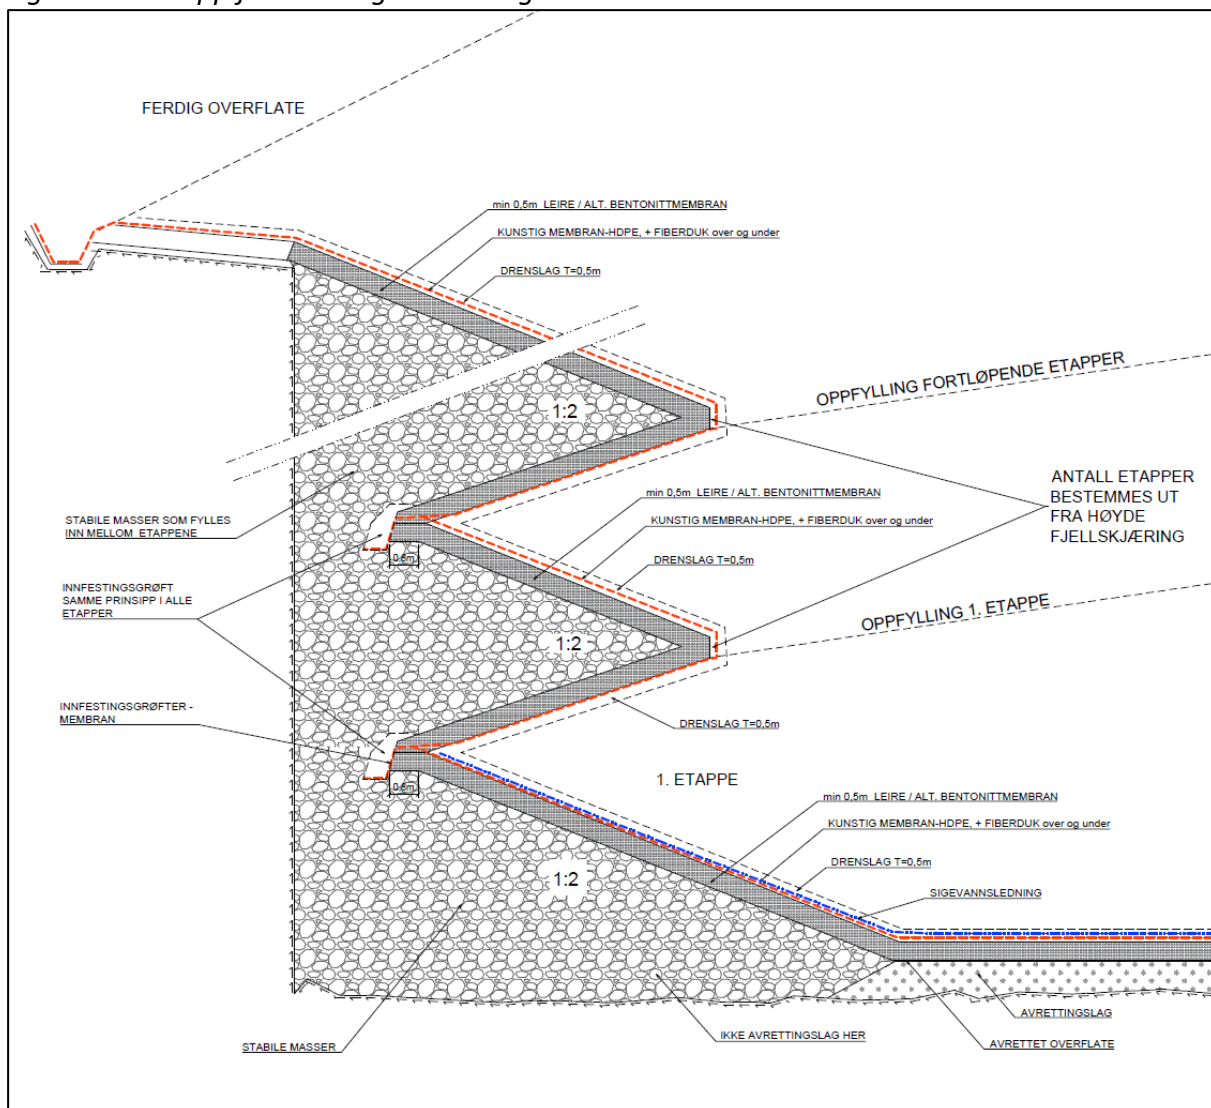 FERDIG OVERFLATE
min 0,5m LEIRE / ALT. BENTONITTMEMBRAN
KUNSTIG MEMBRAN-HDPE, + FIBERDUK over og under
DRENSLAG T=0,5m
OPPFYLLING FORTLØPENDE ETAPPER
1:2
ANTALL ETAPPER
BESTEMMES UT
FRA HØYDE
FJELLSKJÆRING
min 0,5m LEIRE / ALT. BENTONITTMEMBRAN
KUNSTIG MEMBRAN-HDPE, + FIBERDUK over og under
DRENSLAG T=0,5m
STABILE MASSER SOM FYLLES
INN MELLOM ETAPPENE
INNFESTINGSGRØFT
SAMME PRINSIPP I ALLE
ETAPPER
OPPFYLLING 1. ETAPPE
1:2
INNFESTINGSGRØFTER -
MEMBRAN
DRENSLAG T=0,5m
1. ETAPPE
min 0,5m LEIRE / ALT. BENTONITTMEMBRAN
KUNSTIG MEMBRAN-HDPE, + FIBERDUK over og under
DRENSLAG T=0,5m
1:2
SIGEVANNSLEDNING
AVRETTINGSLAG
IKKE AVRETTINGSLAG HER
AVRETTET OVERFLATE
STABILE MASSER